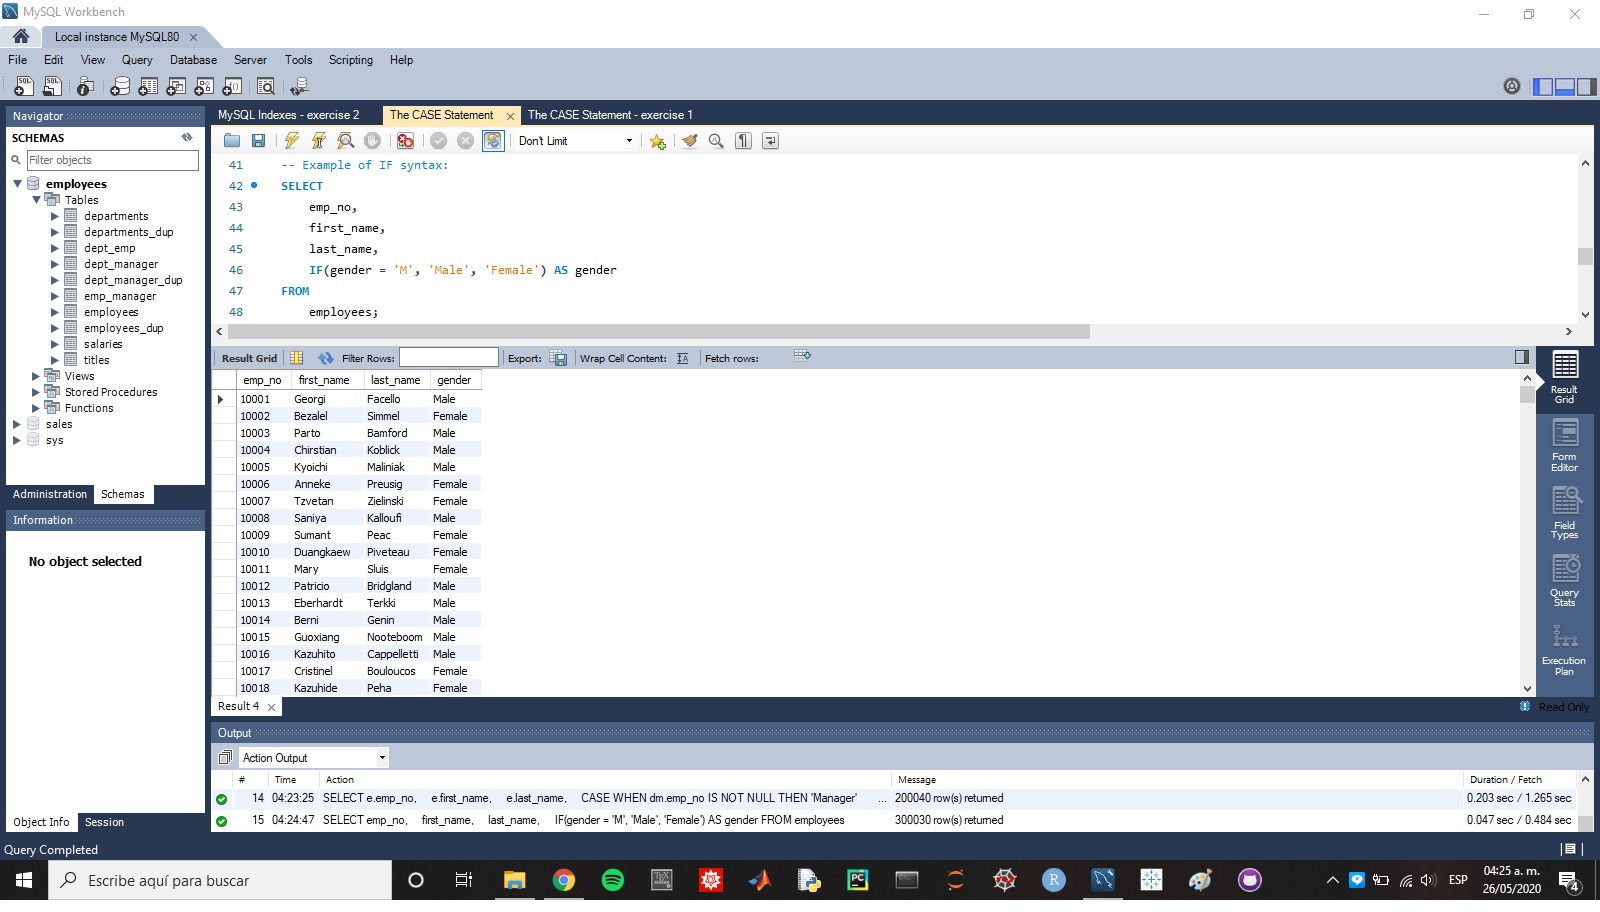 MySQL Workbench
Local instance MySQL80
File Edit View Query Database Server Tools Scripting Help
Navigator
SCHEMAS
Filter objects
employees
Tables
departments
departments_dup
dept_emp
dept_manager
dept_manager_dup
emp_manager
employees
employees_dup
salaries
titles
Views
Stored Procedures
Functions
sales
sys
Administration Schemas
Information
No object selected
Object Info Session
MySQL Indexes - exercise 2 The CASE Statement The CASE Statement - exercise 1
Don't Limit
41 -- Example of IF syntax:
42 SELECT
43 emp_no,
44 first_name,
45 last_name,
46 IF(gender = 'M', 'Male', 'Female') AS gender
47 FROM
48 employees;
Result Grid Filter Rows: Export: Wrap Cell Content: Fetch rows:
emp_no first_name last_name gender
10001 Georgi Facello Male
10002 Bezalel Simmel Female
10003 Parto Bamford Male
10004 Chirstian Koblick Male
10005 Kyoichi Maliniak Male
10006 Anneke Preusig Female
10007 Tzvetan Zielinski Female
10008 Saniya Kalloufi Male
10009 Sumant Peac Female
10010 Duangkaew Piveteau Female
10011 Mary Sluis Female
10012 Patricio Bridgland Male
10013 Eberhardt Terkki Male
10014 Berni Genin Male
10015 Guoxiang Nooteboom Male
10016 Kazuhito Cappelletti Male
10017 Cristinel Bouloucos Female
10018 Kazuhide Peha Female
Result
Grid
Form
Editor
Field
Types
Query
Stats
Execution
Plan
Result 4
Read Only
Output
Action Output
# Time Action Message Duration / Fetch
14 04:23:25 SELECT e.emp_no, e.first_name, e.last_name, CASE WHEN dm.emp_no IS NOT NULL THEN 'Manager' ... 200040 row(s) returned 0.203 sec / 1.265 sec
15 04:24:47 SELECT emp_no, first_name, last_name, IF(gender = 'M', 'Male', 'Female') AS gender FROM employees 300030 row(s) returned 0.047 sec / 0.484 sec
Query Completed
Escribe aquí para buscar
ESP
04:25 a. m.
26/05/2020
4